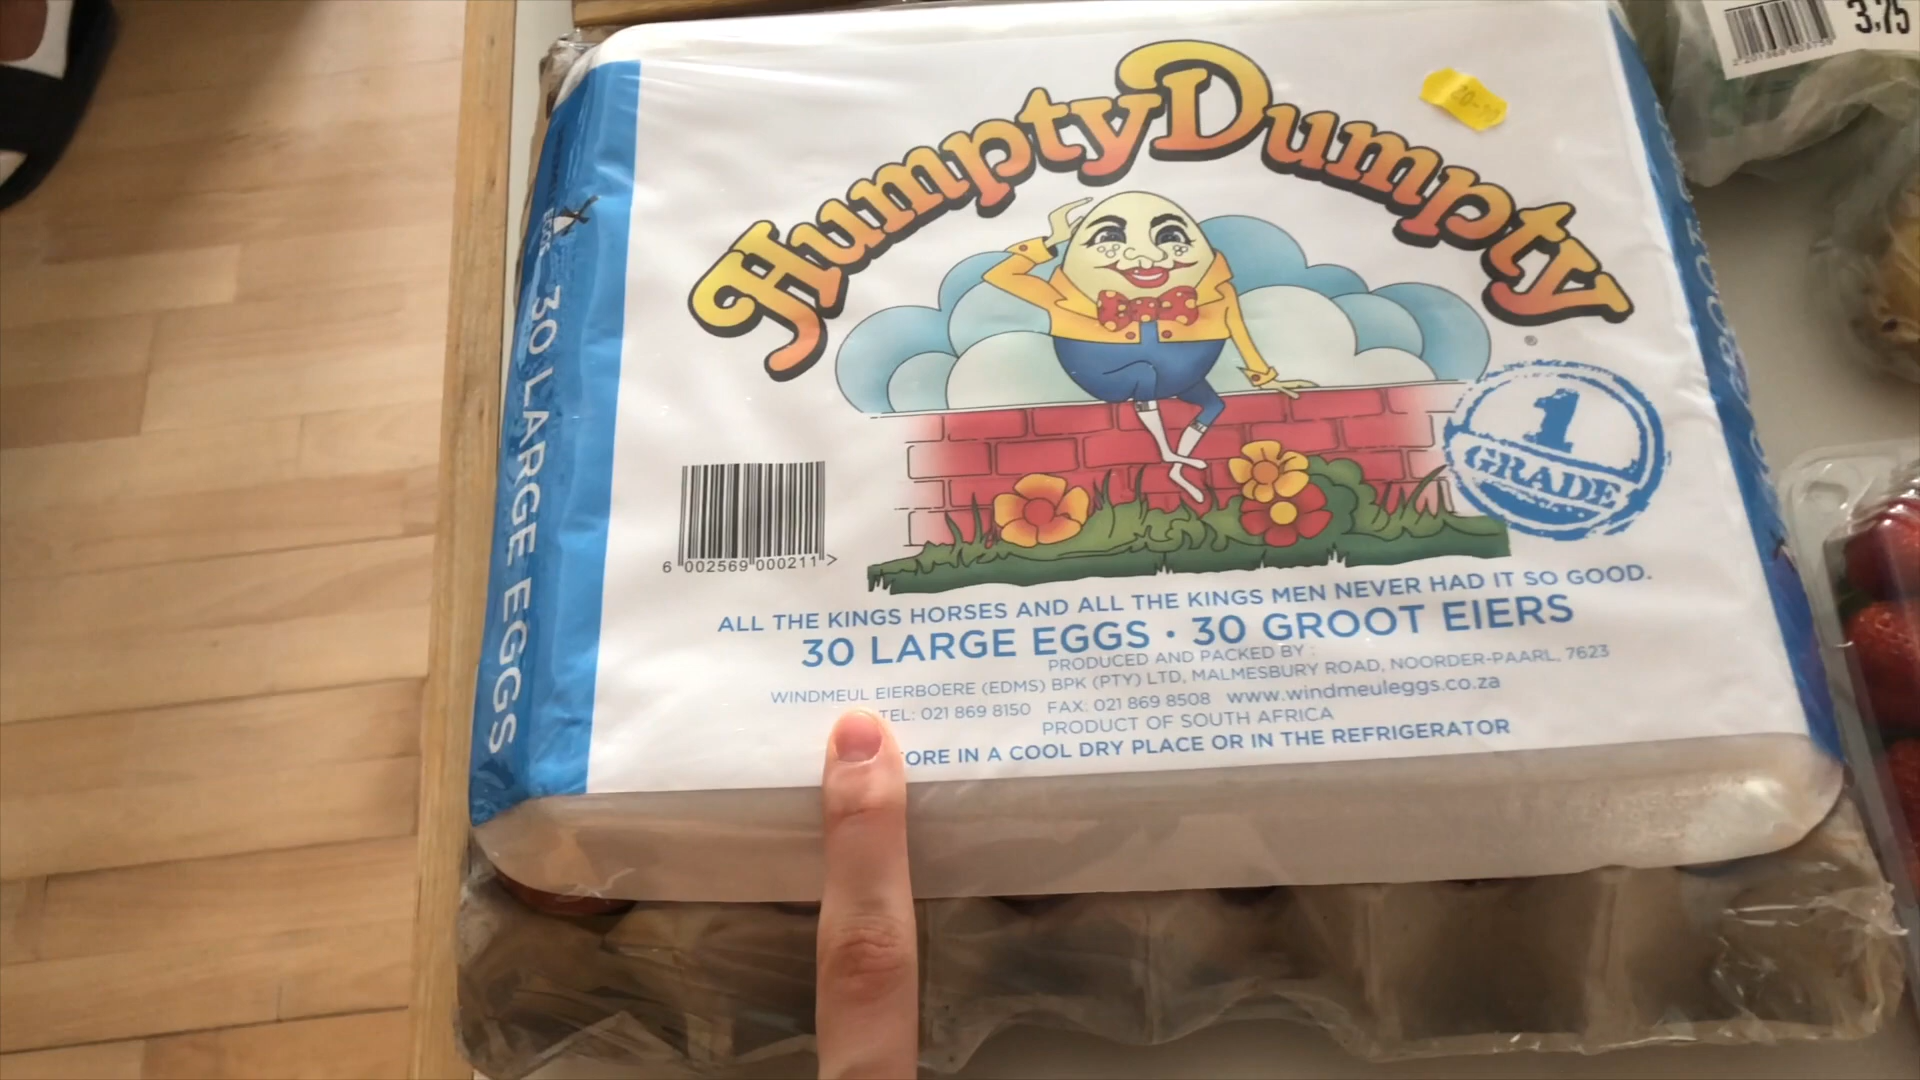 Humpty Dumpty
®
1
GRADE
6 002569 000211 >
ALL THE KINGS HORSES AND ALL THE KINGS MEN NEVER HAD IT SO GOOD.
30 LARGE EGGS · 30 GROOT EIERS
PRODUCED AND PACKED BY :
WINDMEUL EIERBOERE (EDMS) BPK (PTY) LTD, MALMESBURY ROAD, NOORDER-PAARL, 7623
TEL: 021 869 8150 FAX: 021 869 8508 www.windmeuleggs.co.za
PRODUCT OF SOUTH AFRICA
ORE IN A COOL DRY PLACE OR IN THE REFRIGERATOR
30 LARGE EGGS
3,75